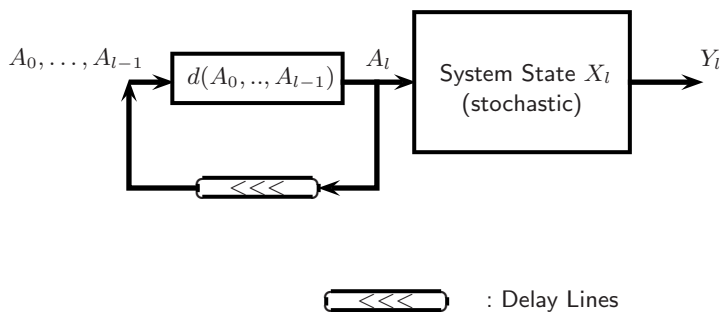 A_0, …, A_{l−1}
d(A_0, .., A_{l−1})
A_l
System State X_l
(stochastic)
Y_l
<<<
<<<
: Delay Lines